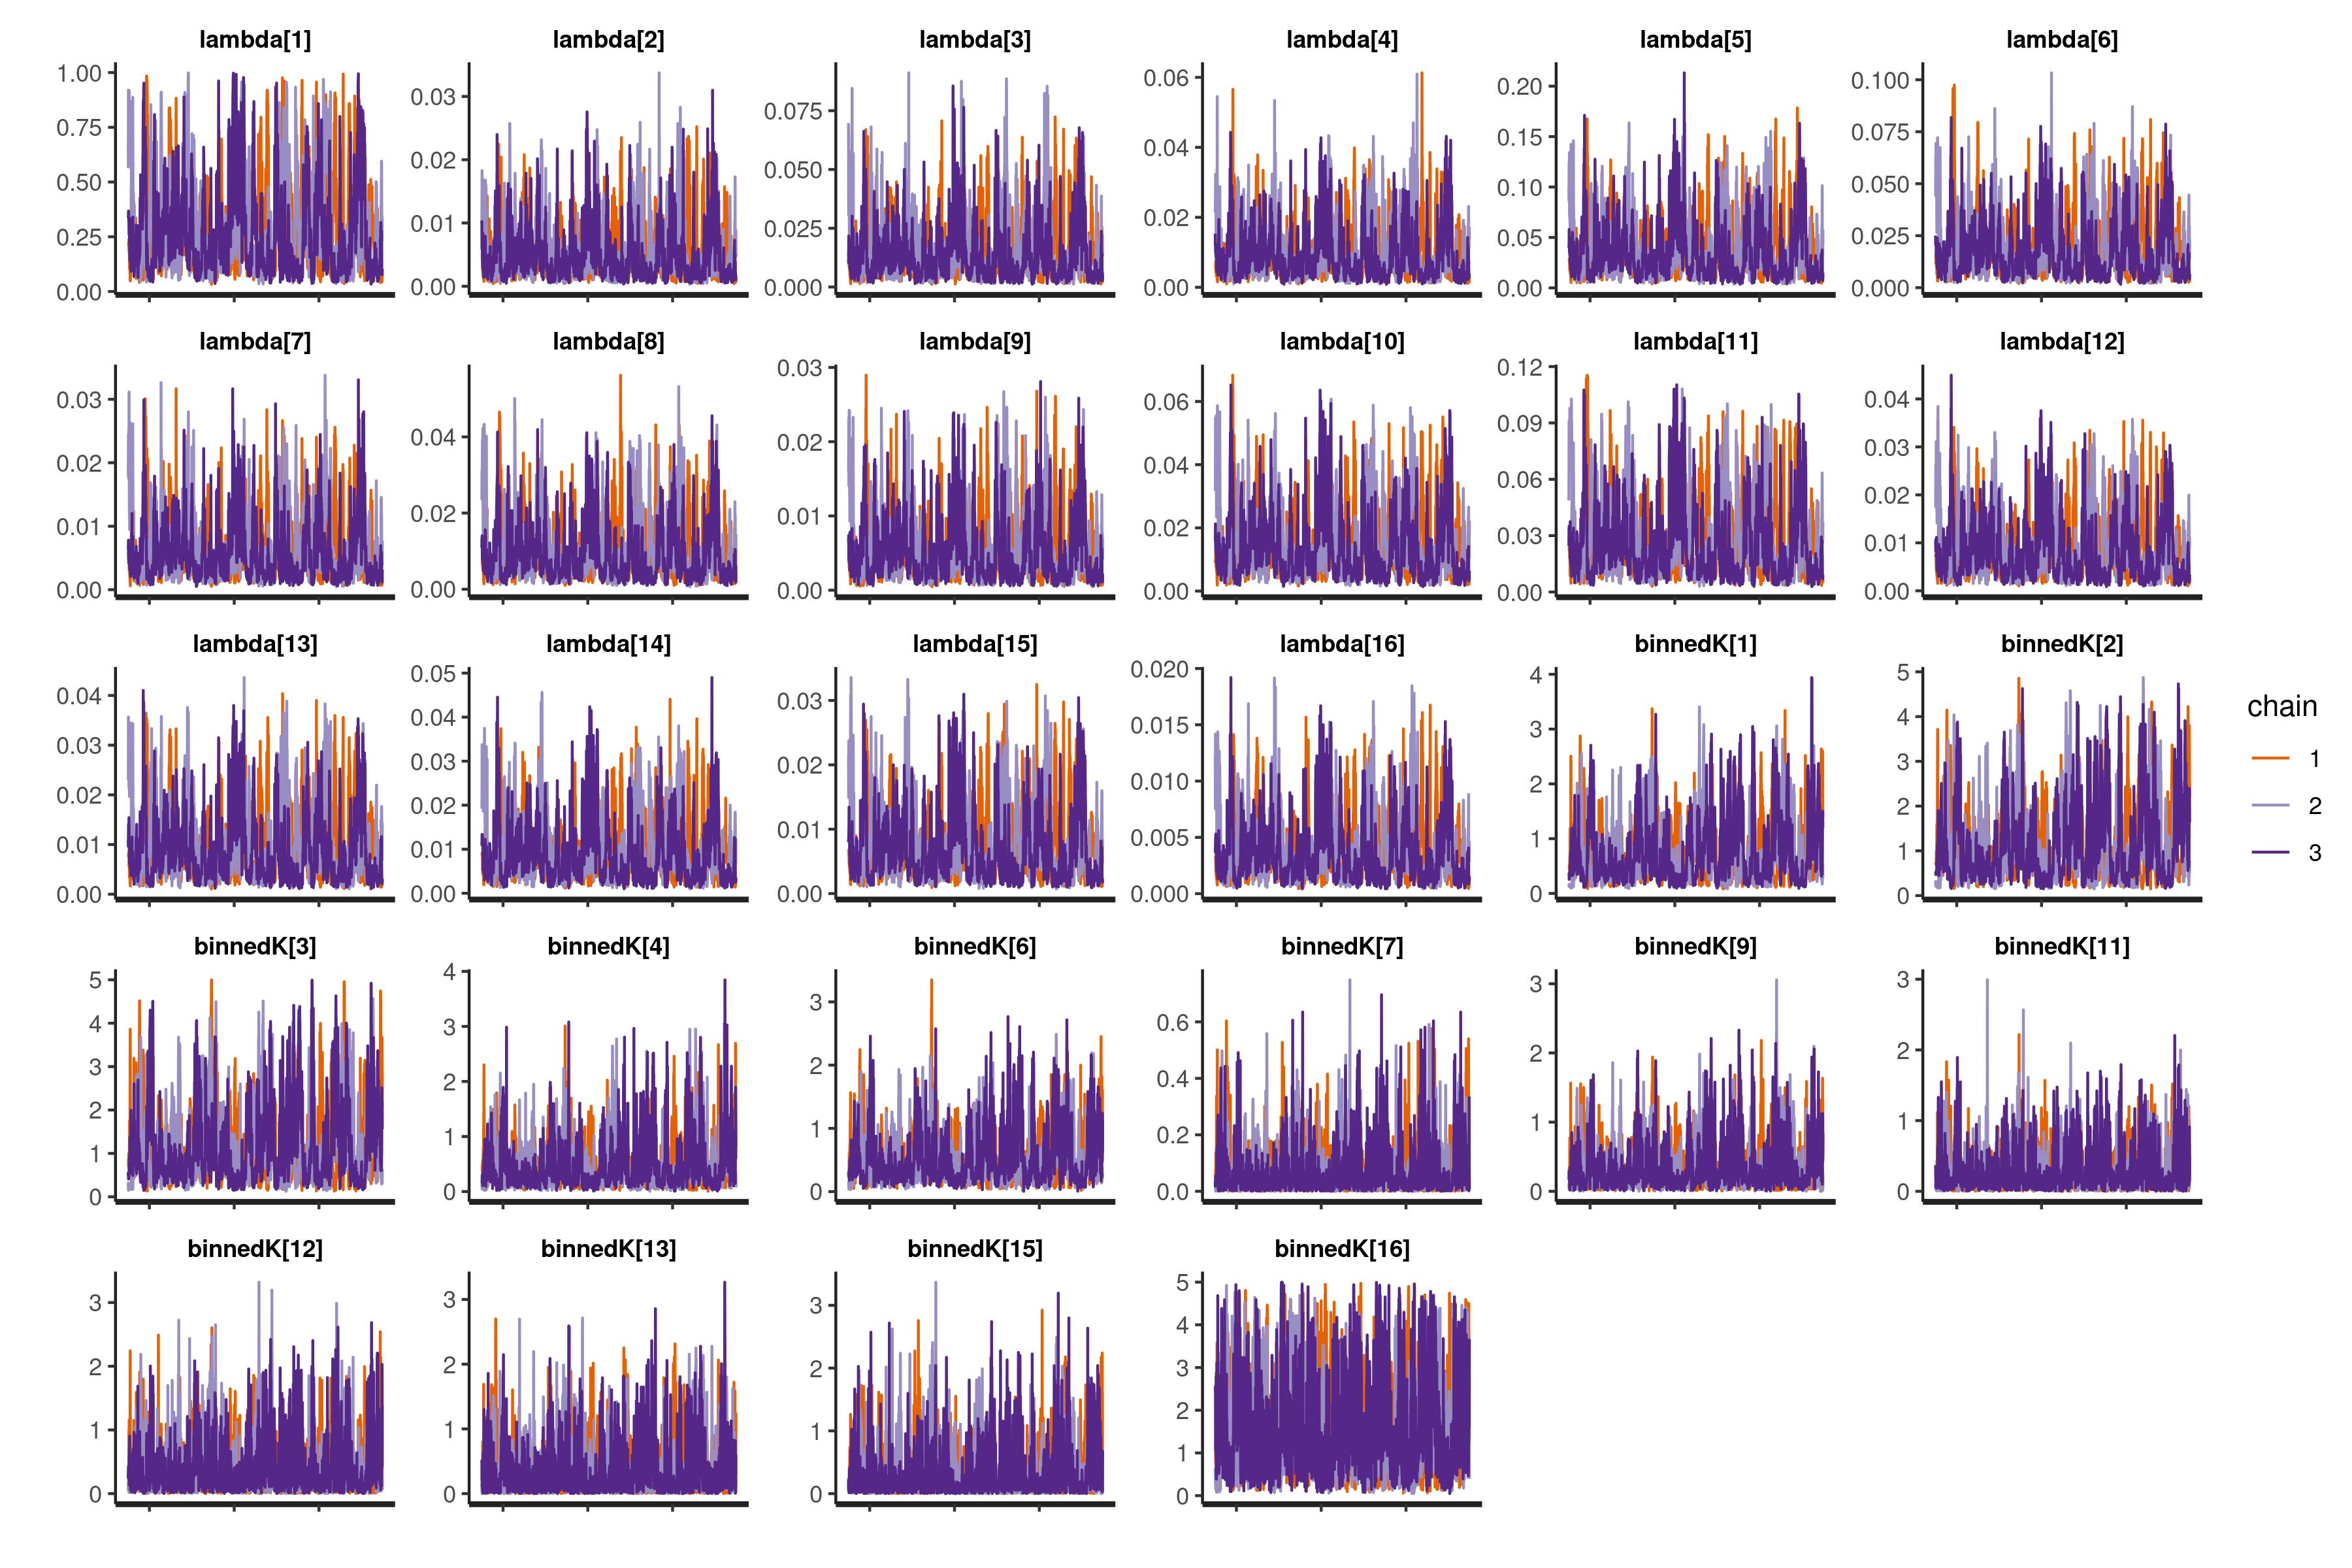 lambda[1] lambda[2] lambda[3] lambda[4] lambda[5] lambda[6]
1.00 0.75 0.50 0.25 0.00
0.03 0.02 0.01 0.00
0.075 0.050 0.025 0.000
0.06 0.04 0.02 0.00
0.20 0.15 0.10 0.05 0.00
0.100 0.075 0.050 0.025 0.000
lambda[7] lambda[8] lambda[9] lambda[10] lambda[11] lambda[12]
0.03 0.02 0.01 0.00
0.04 0.02 0.00
0.03 0.02 0.01 0.00
0.06 0.04 0.02 0.00
0.12 0.09 0.06 0.03 0.00
0.04 0.03 0.02 0.01 0.00
lambda[13] lambda[14] lambda[15] lambda[16] binnedK[1] binnedK[2]
0.04 0.03 0.02 0.01 0.00
0.05 0.04 0.03 0.02 0.01 0.00
0.03 0.02 0.01 0.00
0.020 0.015 0.010 0.005 0.000
4 3 2 1 0
5 4 3 2 1 0
binnedK[3] binnedK[4] binnedK[6] binnedK[7] binnedK[9] binnedK[11]
5 4 3 2 1 0
4 3 2 1 0
3 2 1 0
0.6 0.4 0.2 0.0
3 2 1 0
3 2 1 0
binnedK[12] binnedK[13] binnedK[15] binnedK[16]
3 2 1 0
3 2 1 0
3 2 1 0
5 4 3 2 1 0
chain
1
2
3